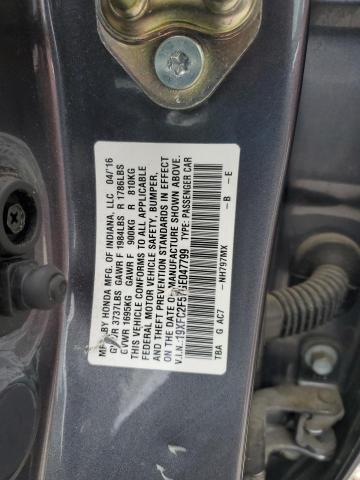 MFD. BY HONDA MFG. OF INDIANA, LLC 04/16
GVWR 3737LBS GAWR F 1984LBS R 1786LBS
GVWR 1695KG GAWR F 900KG R 810KG
THIS VEHICLE CONFORMS TO ALL APPLICABLE
FEDERAL MOTOR VEHICLE SAFETY, BUMPER,
AND THEFT PREVENTION STANDARDS IN EFFECT
ON THE DATE OF MANUFACTURE SHOWN ABOVE.
V.I.N.: TYPE: PASSENGER CAR
TBA G AC7 -NH797MX -B -E